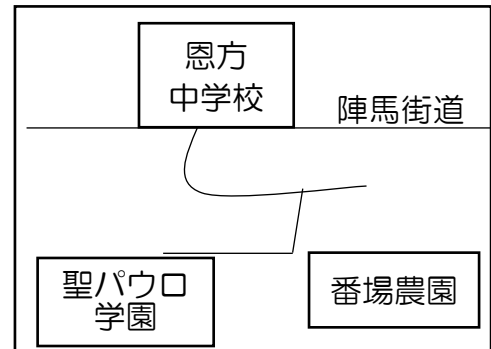 恩方
中学校
陣馬街道
聖パウロ
学園
番場農園